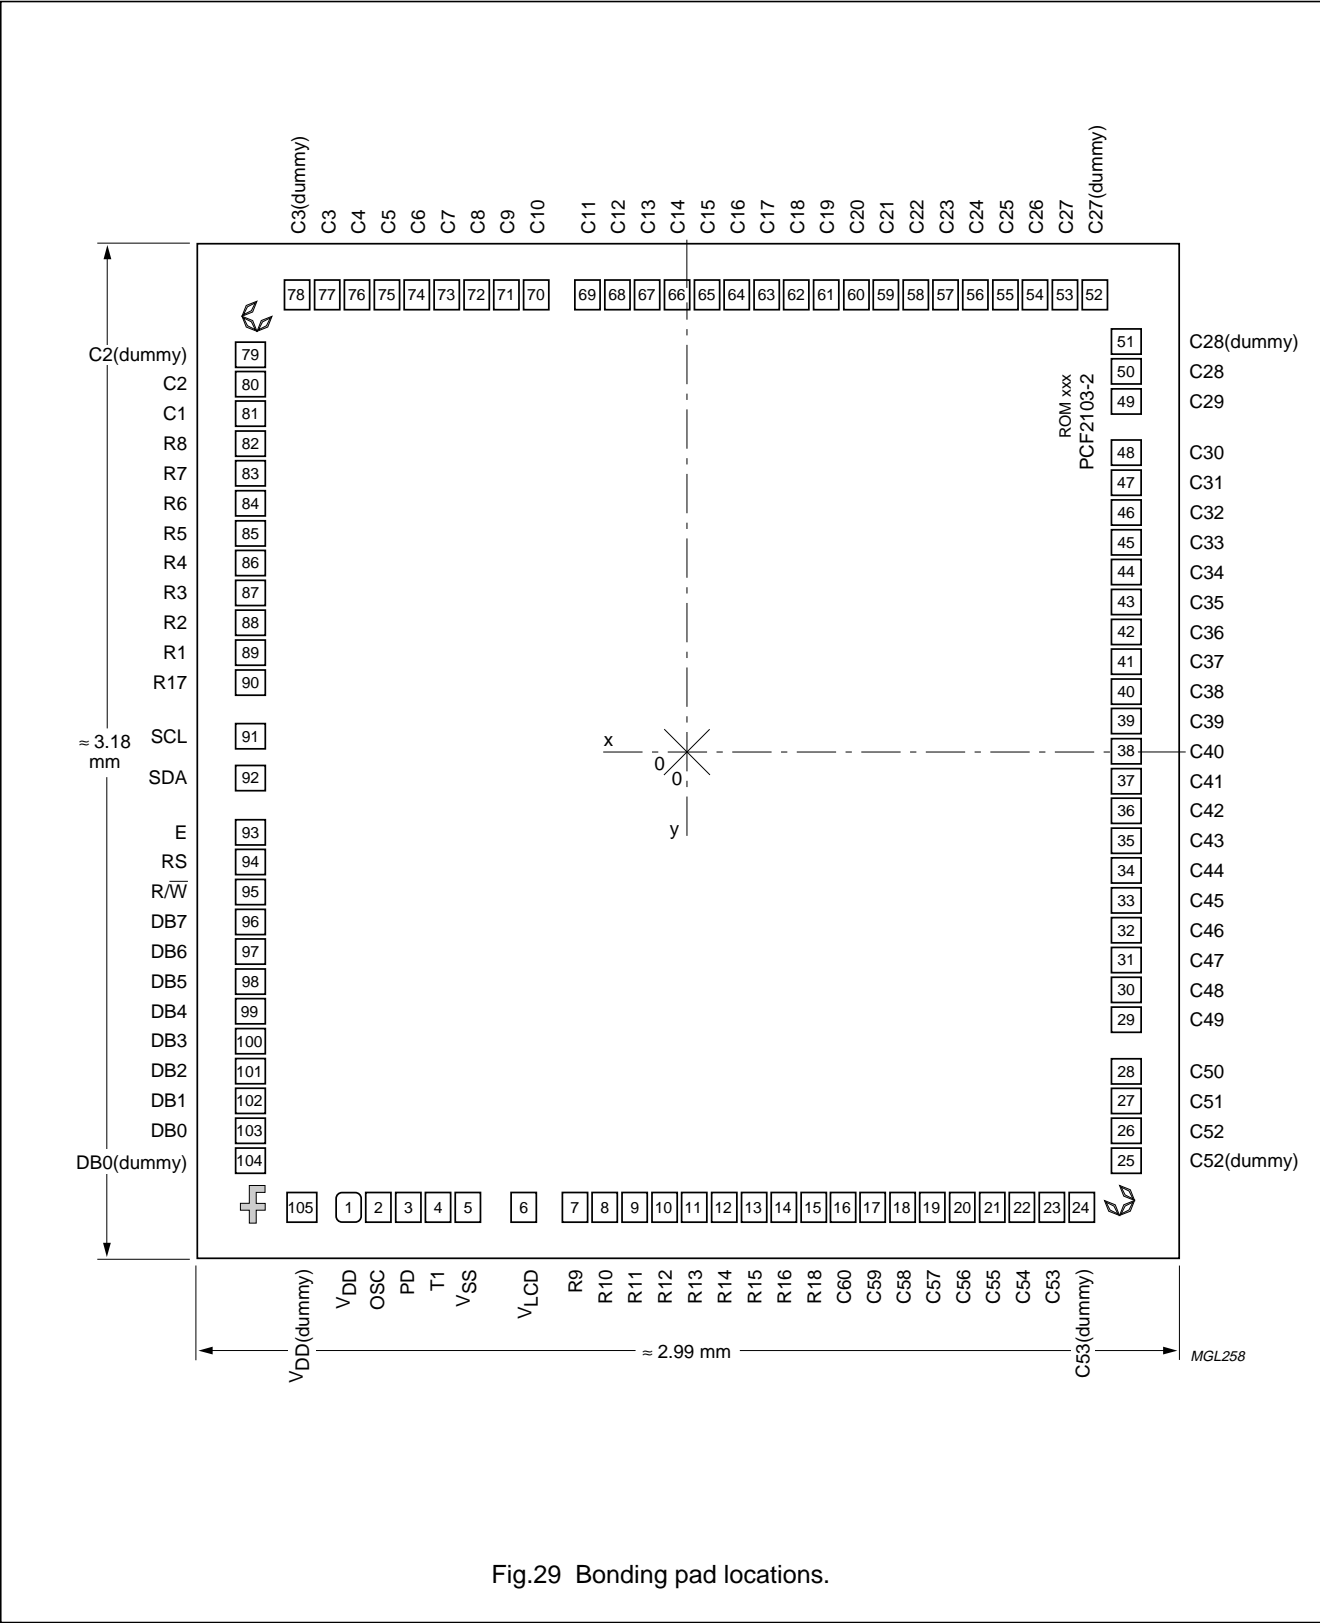 C3(dummy) C3 C4 C5 C6 C7 C8 C9 C10 C11 C12 C13 C14 C15 C16 C17 C18 C19 C20 C21 C22 C23 C24 C25 C26 C27 C27(dummy)
78 77 76 75 74 73 72 71 70 69 68 67 66 65 64 63 62 61 60 59 58 57 56 55 54 53 52
C2(dummy) 79
C2 80
C1 81
R8 82
R7 83
R6 84
R5 85
R4 86
R3 87
R2 88
R1 89
R17 90
SCL 91
SDA 92
E 93
RS 94
R/W̅ 95
DB7 96
DB6 97
DB5 98
DB4 99
DB3 100
DB2 101
DB1 102
DB0 103
DB0(dummy) 104
≈ 3.18
mm
x
0
0
y
ROM xxx
PCF2103-2
51 C28(dummy)
50 C28
49 C29
48 C30
47 C31
46 C32
45 C33
44 C34
43 C35
42 C36
41 C37
40 C38
39 C39
38 C40
37 C41
36 C42
35 C43
34 C44
33 C45
32 C46
31 C47
30 C48
29 C49
28 C50
27 C51
26 C52
25 C52(dummy)
105 1 2 3 4 5 6 7 8 9 10 11 12 13 14 15 16 17 18 19 20 21 22 23 24
VDD(dummy) VDD OSC PD T1 VSS VLCD R9 R10 R11 R12 R13 R14 R15 R16 R18 C60 C59 C58 C57 C56 C55 C54 C53 C53(dummy)
≈ 2.99 mm
MGL258
Fig.29 Bonding pad locations.